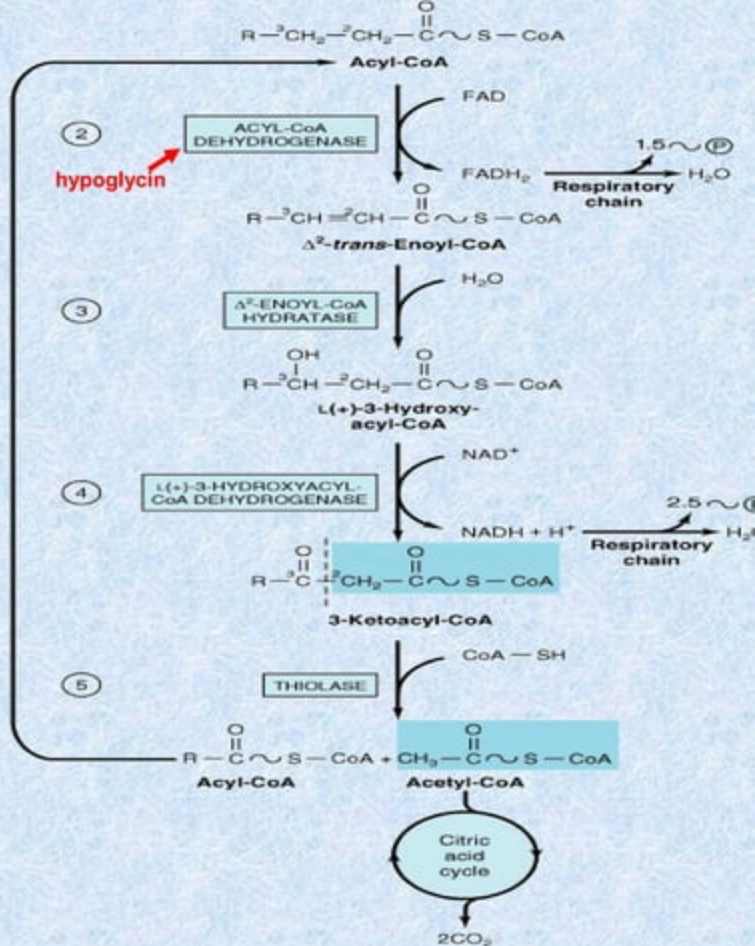 O
R—³CH₂—²CH₂—C～S—CoA
Acyl-CoA
FAD
② ACYL-CoA
DEHYDROGENASE
hypoglycin
FADH₂
1.5～Ⓟ
H₂O
Respiratory
chain
O
R—³CH=²CH—C～S—CoA
Δ²-trans-Enoyl-CoA
H₂O
③ Δ²-ENOYL-CoA
HYDRATASE
OH O
R—³CH—²CH₂—C～S—CoA
L(+)-3-Hydroxy-
acyl-CoA
NAD⁺
④ L(+)-3-HYDROXYACYL-
CoA DEHYDROGENASE
2.5～
NADH + H⁺
Respiratory
chain
O O
R—³C—²CH₂—C～S—CoA
3-Ketoacyl-CoA
CoA—SH
⑤ THIOLASE
O O
R—C～S—CoA + CH₃—C～S—CoA
Acyl-CoA Acetyl-CoA
Citric
acid
cycle
2CO₂